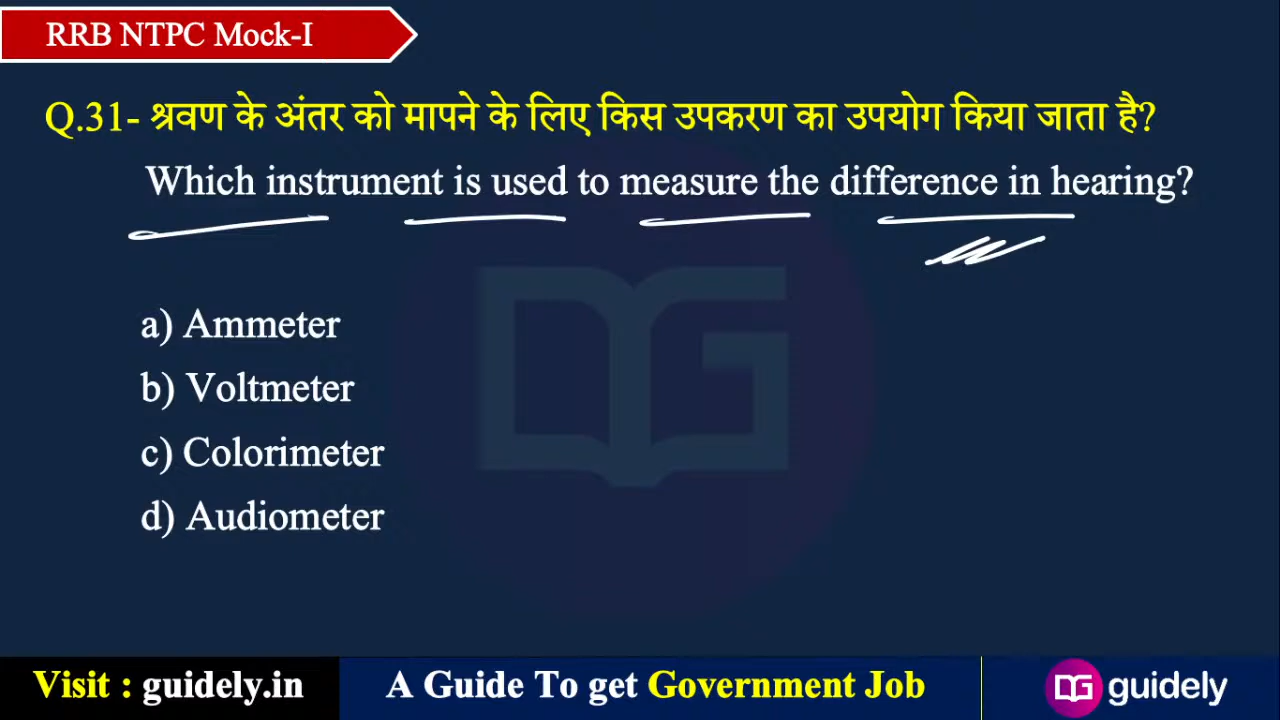 RRB NTPC Mock-I
Q.31- श्रवण के अंतर को मापने के लिए किस उपकरण का उपयोग किया जाता है?
Which instrument is used to measure the difference in hearing?
a) Ammeter
b) Voltmeter
c) Colorimeter
d) Audiometer
Visit : guidely.in
A Guide To get Government Job
DG guidely